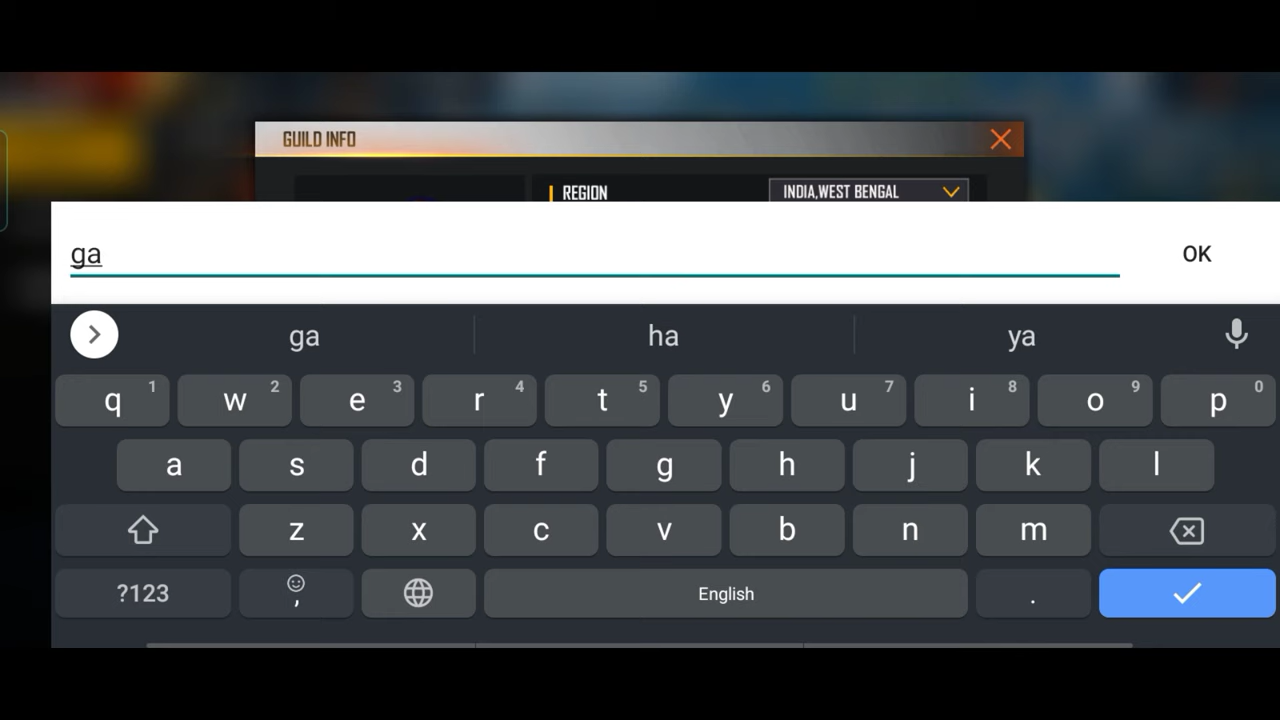 GUILD INFO
REGION INDIA,WEST BENGAL
ga OK
ga ha ya
q 1 w 2 e 3 r 4 t 5 y 6 u 7 i 8 o 9 p 0
a s d f g h j k l
z x c v b n m
?123 , English .